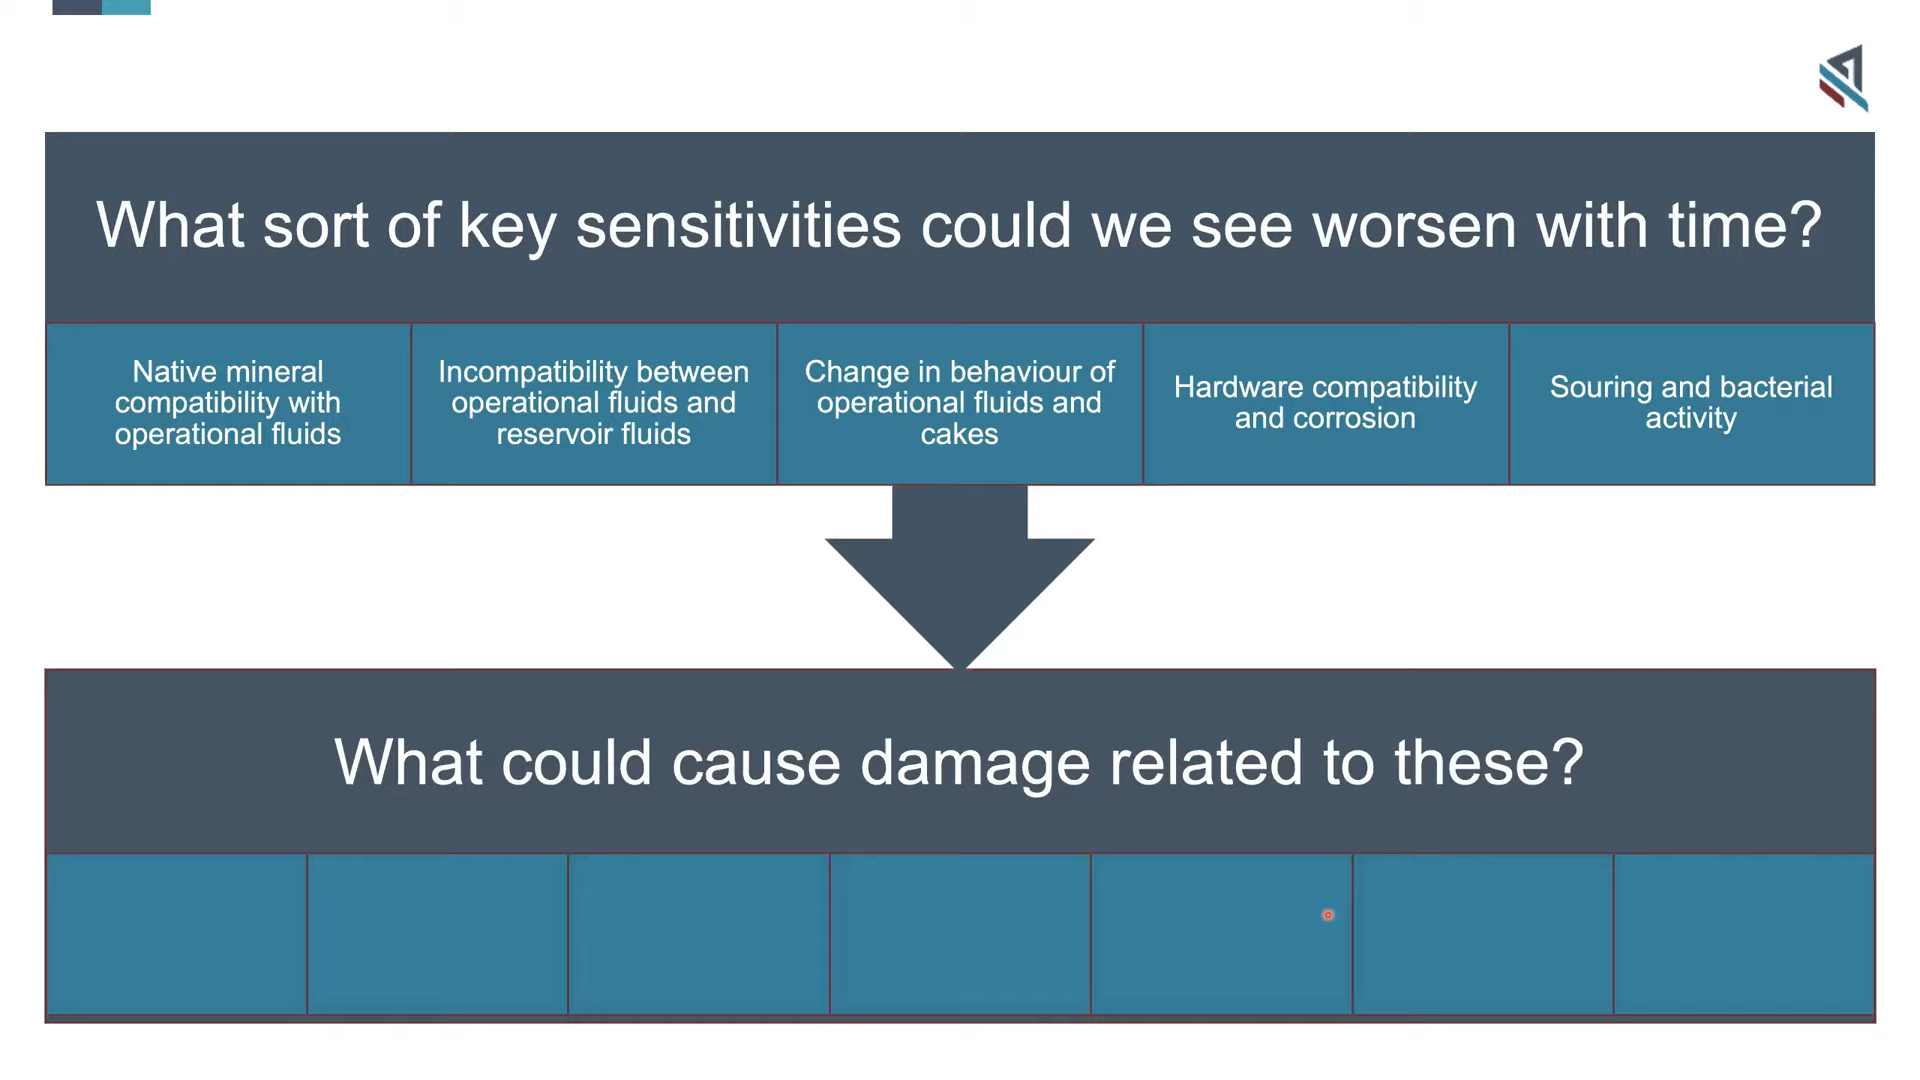 What sort of key sensitivities could we see worsen with time?
Native mineral
compatibility with
operational fluids
Incompatibility between
operational fluids and
reservoir fluids
Change in behaviour of
operational fluids and
cakes
Hardware compatibility
and corrosion
Souring and bacterial
activity
What could cause damage related to these?